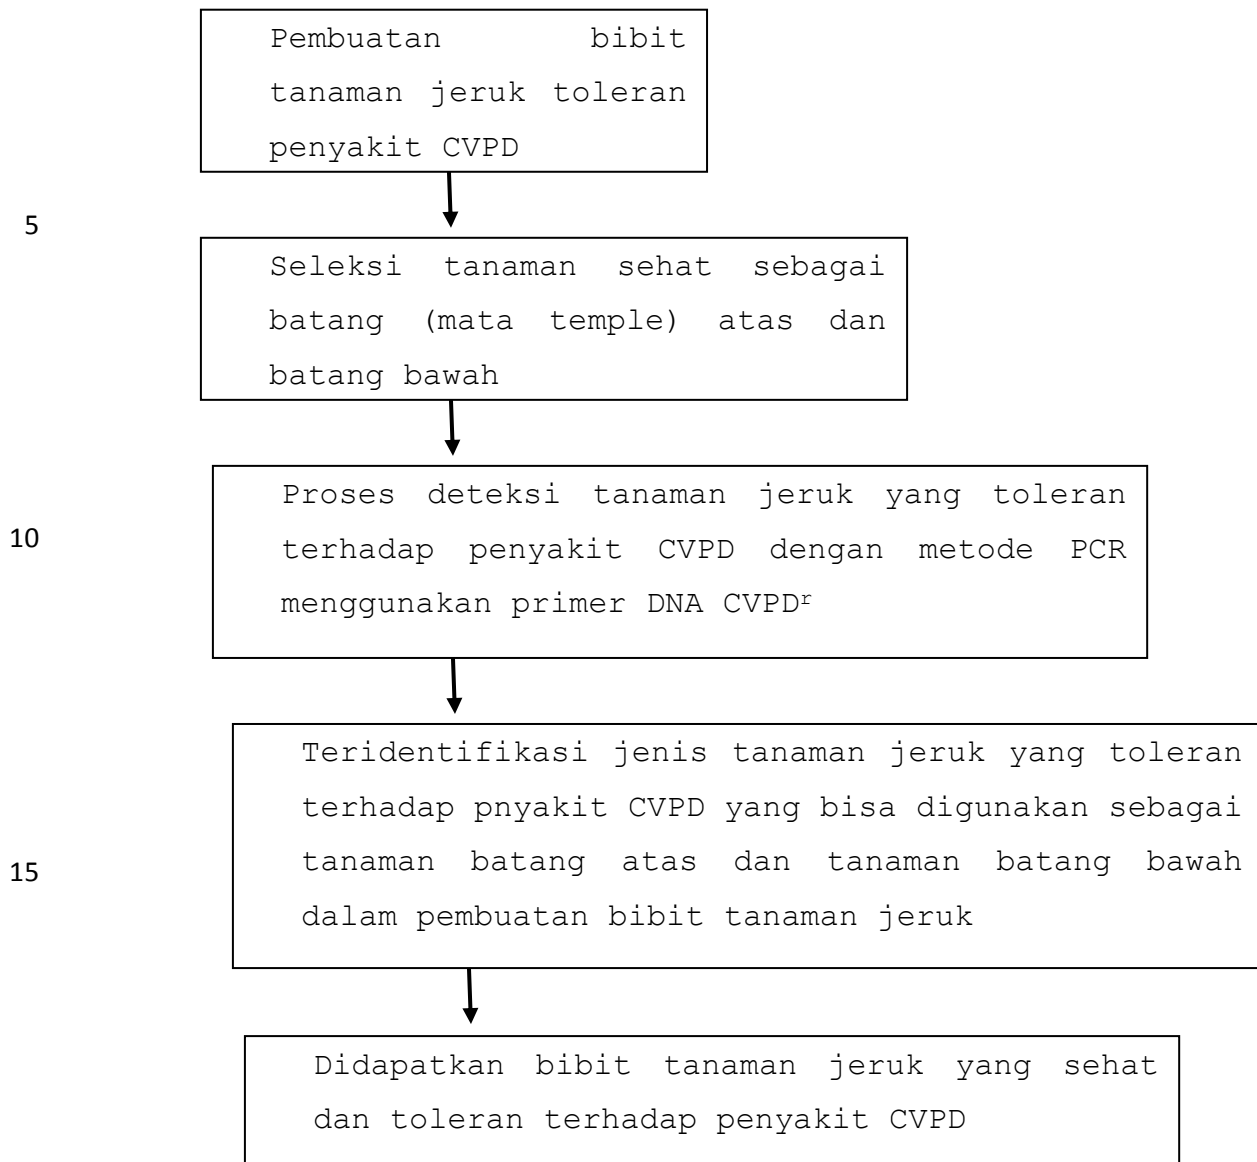 Pembuatan bibit
tanaman jeruk toleran
penyakit CVPD
5
Seleksi tanaman sehat sebagai
batang (mata temple) atas dan
batang bawah
Proses deteksi tanaman jeruk yang toleran
10
terhadap penyakit CVPD dengan metode PCR
menggunakan primer DNA CVPDʳ
Teridentifikasi jenis tanaman jeruk yang toleran
terhadap pnyakit CVPD yang bisa digunakan sebagai
15
tanaman batang atas dan tanaman batang bawah
dalam pembuatan bibit tanaman jeruk
Didapatkan bibit tanaman jeruk yang sehat
dan toleran terhadap penyakit CVPD